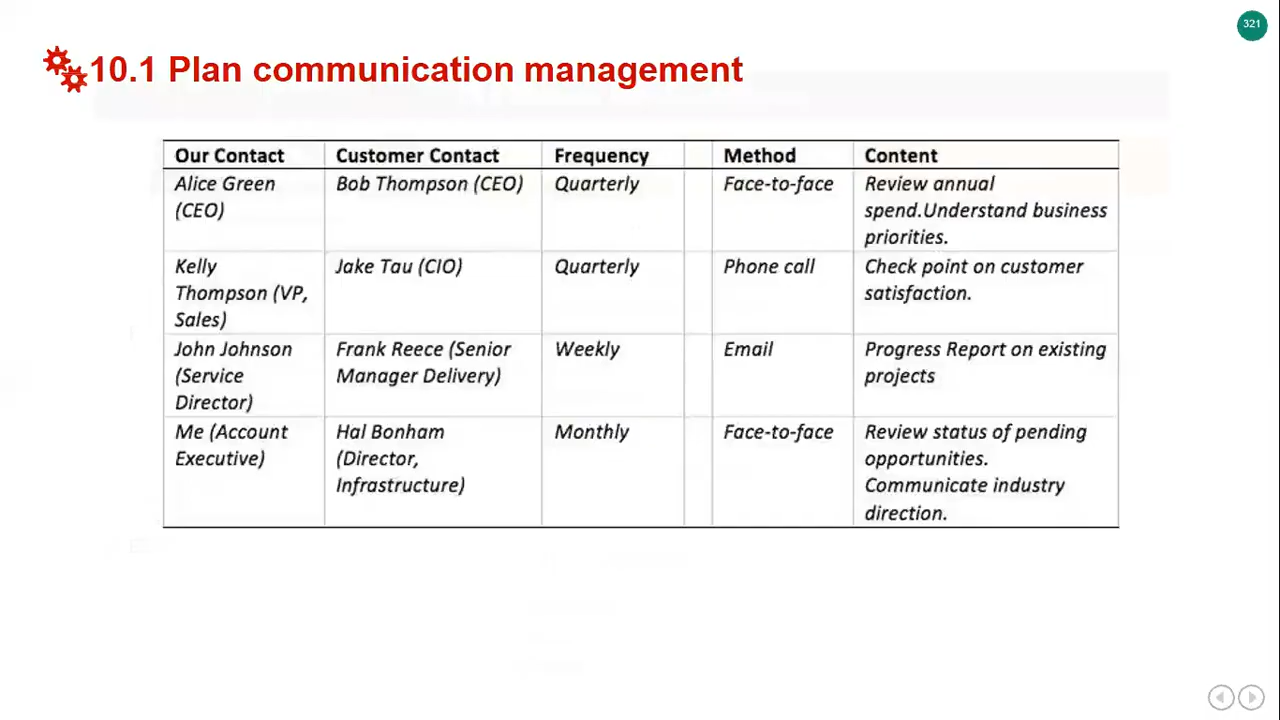 321
10.1 Plan communication management
Our Contact Customer Contact Frequency Method Content
Alice Green Bob Thompson (CEO) Quarterly Face-to-face Review annual
(CEO) spend.Understand business
priorities.
Kelly Jake Tau (CIO) Quarterly Phone call Check point on customer
Thompson (VP, satisfaction.
Sales)
John Johnson Frank Reece (Senior Weekly Email Progress Report on existing
(Service Manager Delivery) projects
Director)
Me (Account Hal Bonham Monthly Face-to-face Review status of pending
Executive) (Director, opportunities.
Infrastructure) Communicate industry
direction.